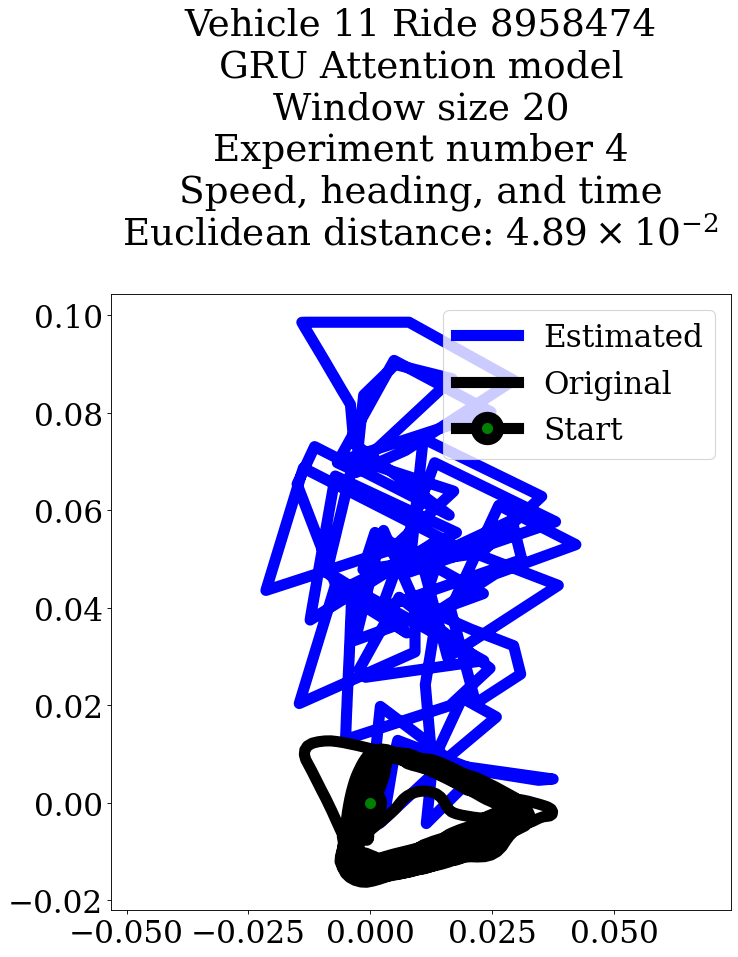 Vehicle 11 Ride 8958474
GRU Attention model
Window size 20
Experiment number 4
Speed, heading, and time
Euclidean distance: 4.89 × 10⁻²
0.10
0.08
0.06
0.04
0.02
0.00
−0.02
Estimated
Original
Start
−0.050 −0.025 0.000 0.025 0.050